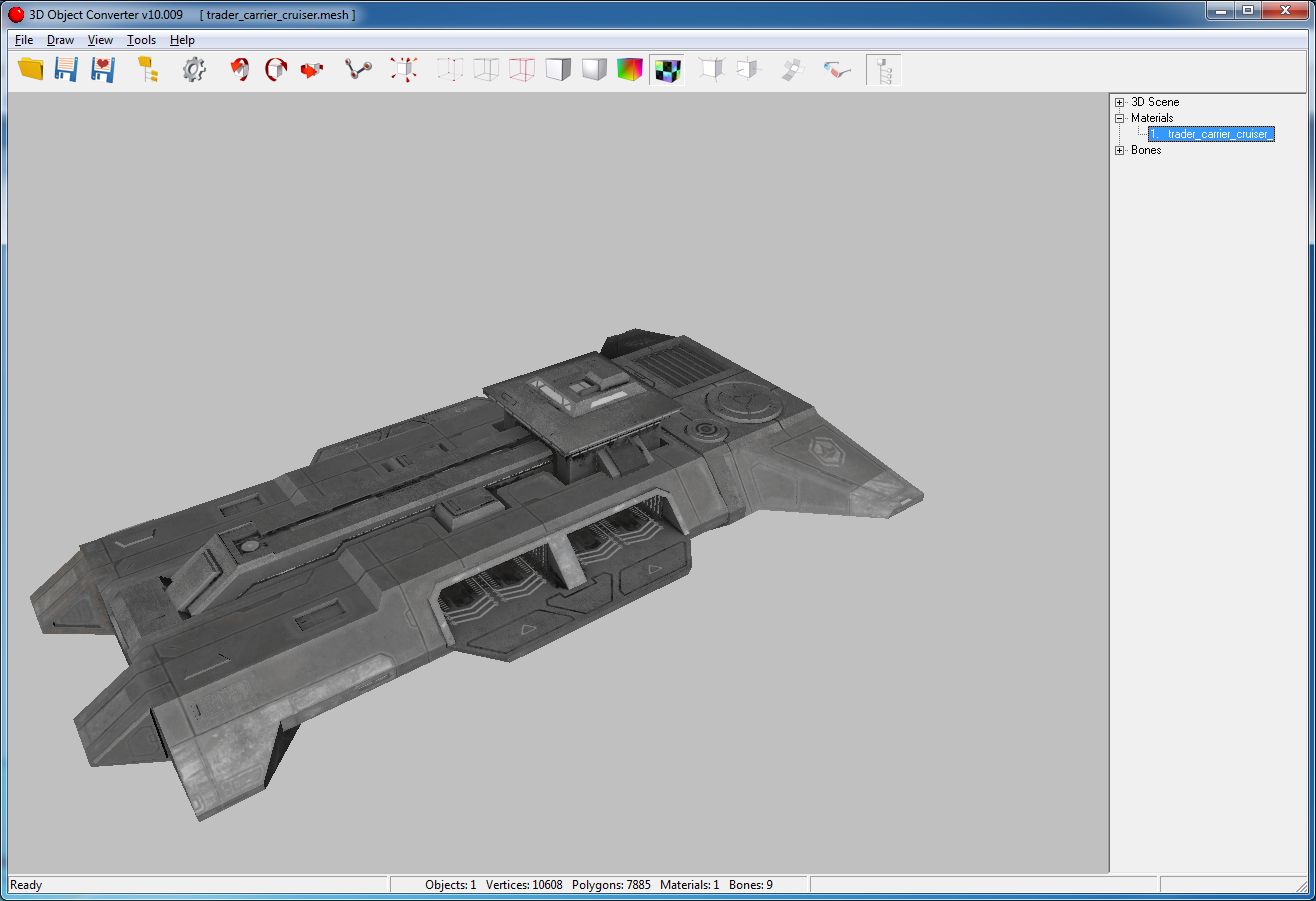 3D Object Converter v10.009 [ trader_carrier_cruiser.mesh ]
File Draw View Tools Help
3D Scene
Materials
1. trader_carrier_cruiser_
Bones
Ready
Objects: 1 Vertices: 10608 Polygons: 7885 Materials: 1 Bones: 9